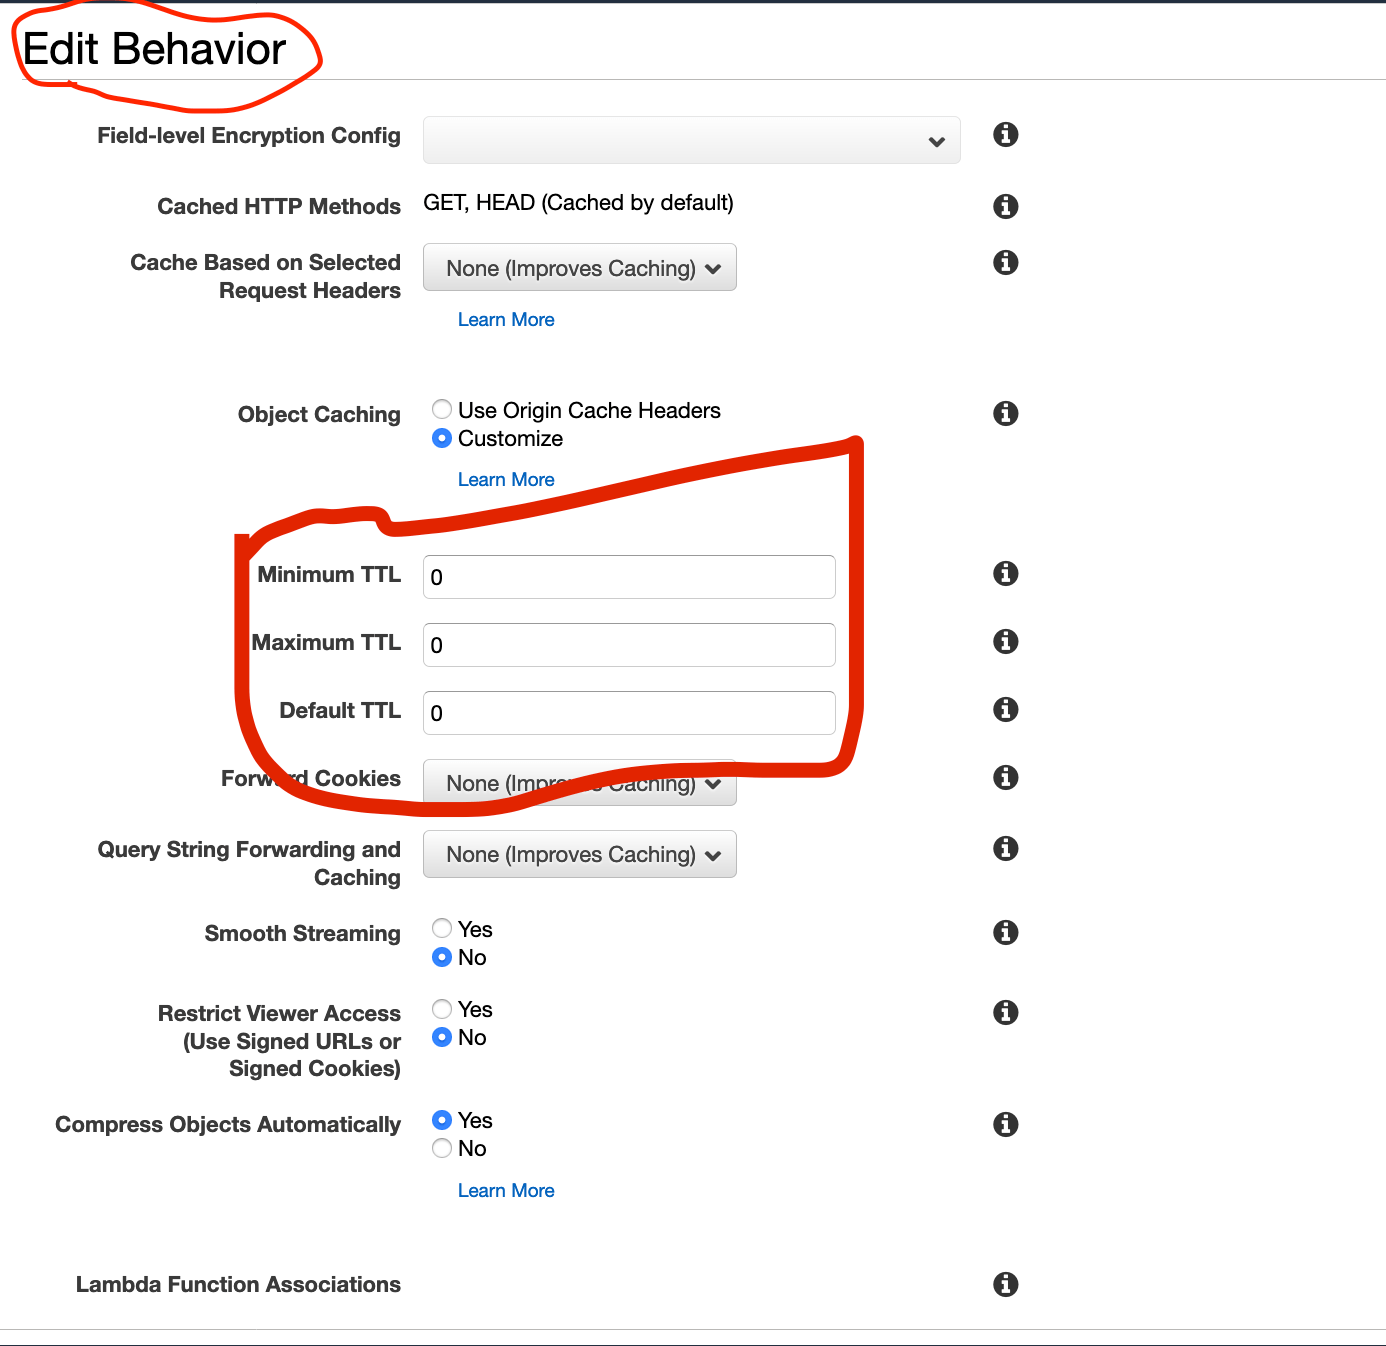 Edit Behavior
Field-level Encryption Config
Cached HTTP Methods GET, HEAD (Cached by default)
Cache Based on Selected
Request Headers
None (Improves Caching)
Learn More
Object Caching
Use Origin Cache Headers
Customize
Learn More
Minimum TTL 0
Maximum TTL 0
Default TTL 0
Forward Cookies None (Improves Caching)
Query String Forwarding and
Caching
None (Improves Caching)
Smooth Streaming
Yes
No
Restrict Viewer Access
(Use Signed URLs or
Signed Cookies)
Yes
No
Compress Objects Automatically
Yes
No
Learn More
Lambda Function Associations